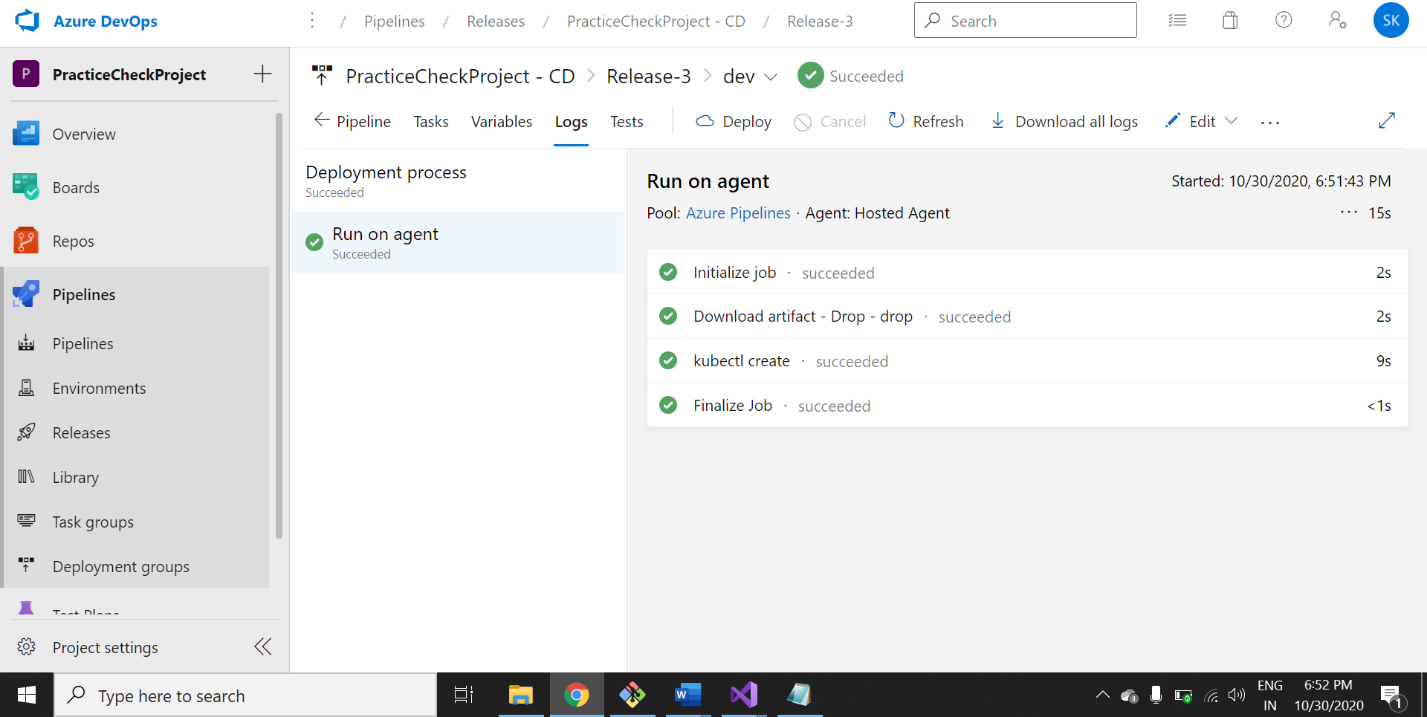 Azure DevOps
/ Pipelines / Releases / PracticeCheckProject - CD / Release-3
Search
SK
P PracticeCheckProject
Overview
Boards
Repos
Pipelines
Pipelines
Environments
Releases
Library
Task groups
Deployment groups
Test Plans
Project settings
PracticeCheckProject - CD > Release-3 > dev Succeeded
Pipeline Tasks Variables Logs Tests Deploy Cancel Refresh Download all logs Edit ...
Deployment process
Succeeded
Run on agent
Succeeded
Run on agent
Started: 10/30/2020, 6:51:43 PM
Pool: Azure Pipelines · Agent: Hosted Agent
... 15s
Initialize job · succeeded 2s
Download artifact - Drop - drop · succeeded 2s
kubectl create · succeeded 9s
Finalize Job · succeeded <1s
Type here to search
ENG
IN
6:52 PM
10/30/2020
1